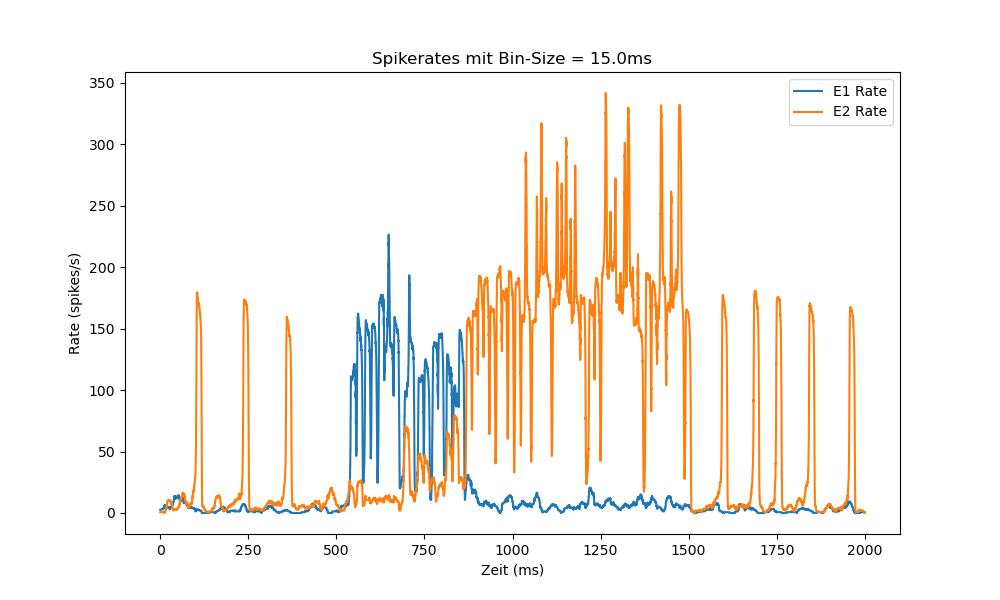 Spikerates mit Bin-Size = 15.0ms
E1 Rate
E2 Rate
Rate (spikes/s)
350
300
250
200
150
100
50
0
0 250 500 750 1000 1250 1500 1750 2000
Zeit (ms)